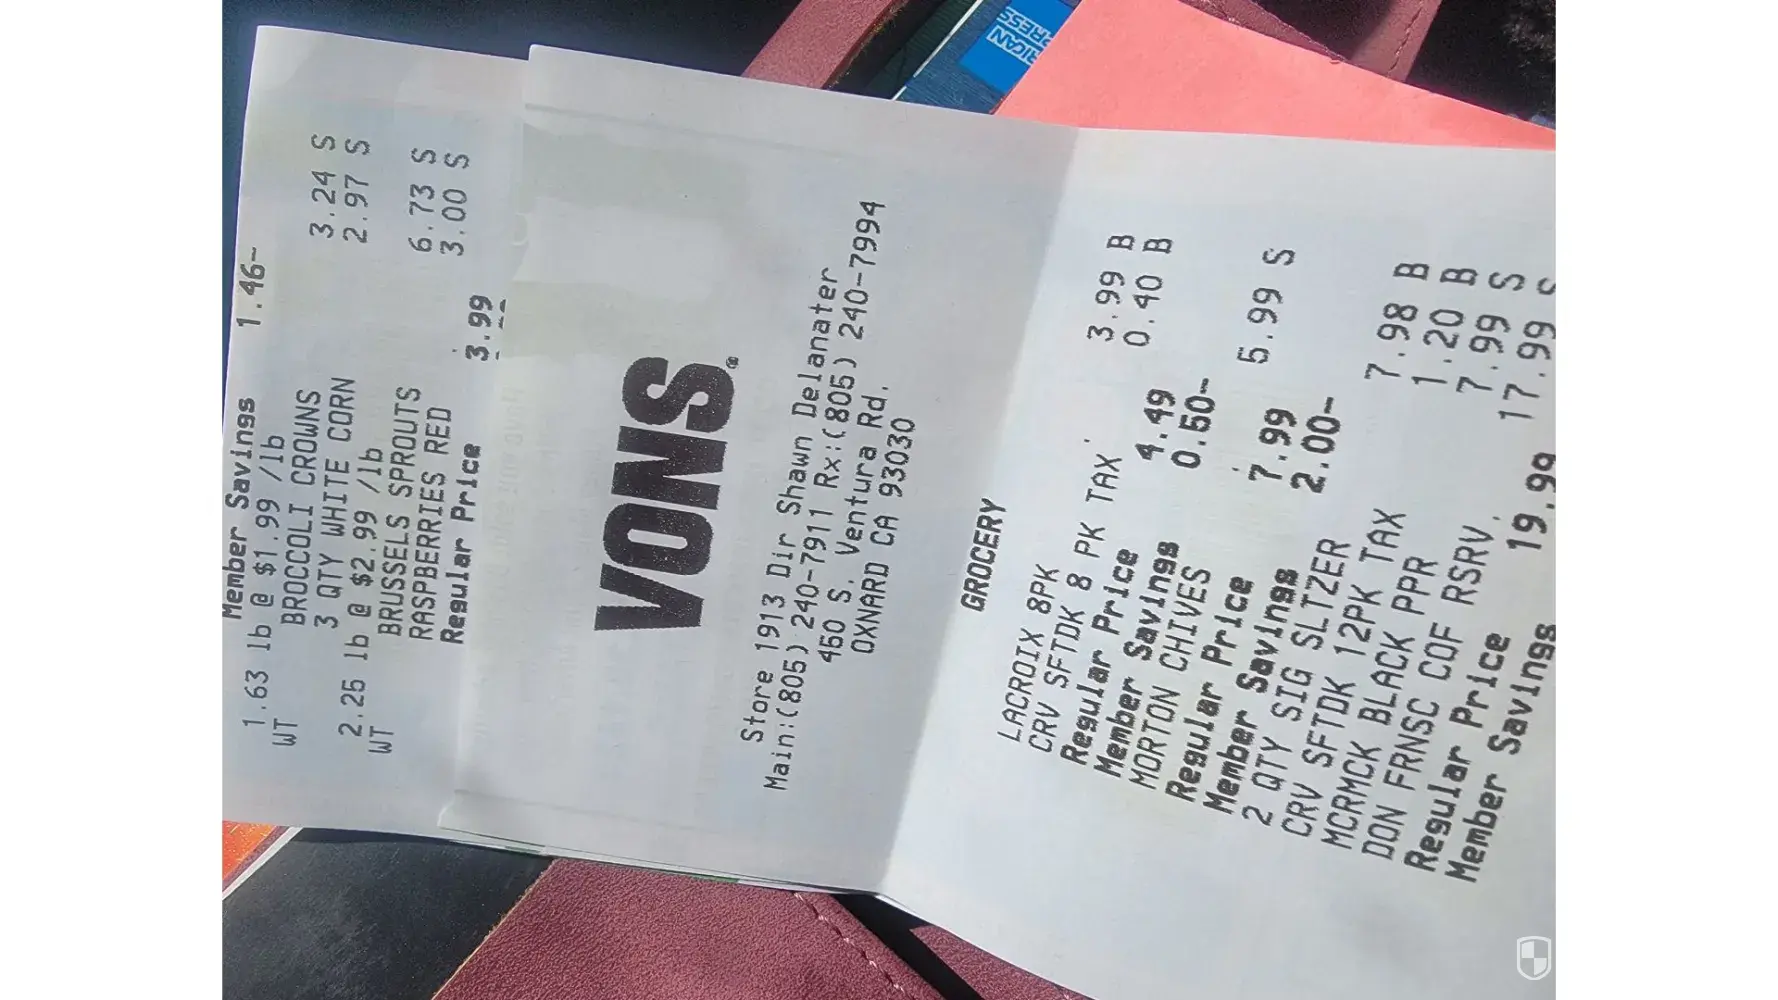 Member Savings 1.46-
1.63 lb @ $1.99 /lb
WT BROCCOLI CROWNS 3.24 S
3 QTY WHITE CORN 2.97 S
2.25 lb @ $2.99 /lb
WT BRUSSELS SPROUTS 6.73 S
RASPBERRIES RED 3.00 S
Regular Price 3.99
VONS®
Store 1913 Dir Shawn Delanater
Main:(805) 240-7911 Rx:(805) 240-7994
450 S. Ventura Rd.
OXNARD CA 93030
GROCERY
LACROIX 8PK 3.99 B
CRV SFTDK 8 PK TAX 0.40 B
Regular Price 4.49
Member Savings 0.50-
MORTON CHIVES 5.99 S
Regular Price 7.99
Member Savings 2.00-
2 QTY SIG SLTZER 7.98 B
CRV SFTDK 12PK TAX 1.20 B
MCRMCK BLACK PPR 7.99 S
DON FRNSC COF RSRV 17.99 S
Regular Price 19.99
Member Savings